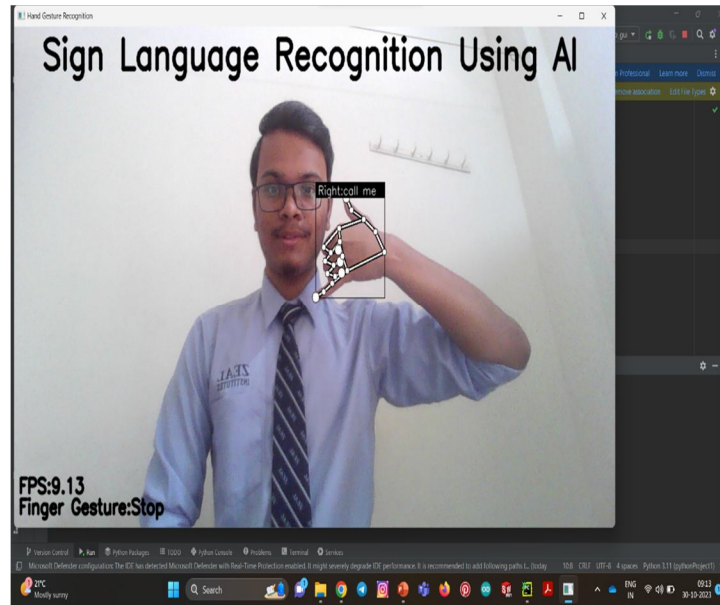 Hand Gesture Recognition
Sign Language Recognition Using AI
Professional Learn more Dismiss
association Edit File Types
Right:call me
ZEAL
INSTITUTES
FPS:9.13
Finger Gesture:Stop
Version Control Run Python Packages TODO Python Console Problems Terminal Services
Microsoft Defender configuration: The IDE has detected Microsoft Defender with Real-Time Protection enabled. It might severely degrade IDE performance. It is recommended to add following paths t... (today
10:8 CRLF UTF-8 4 spaces Python 3.11 (pythonProject1)
21°C
Mostly sunny
Search
ENG
IN
09:13
30-10-2023